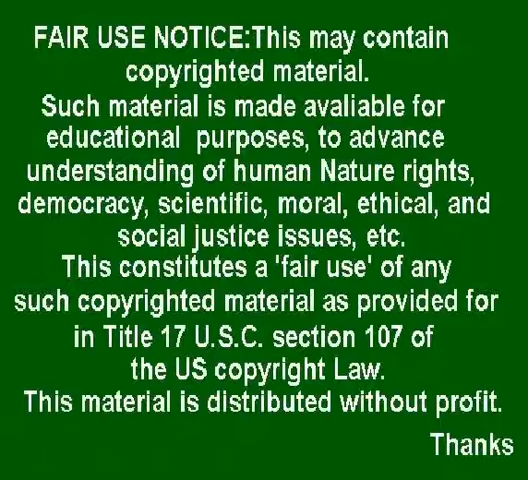 FAIR USE NOTICE:This may contain
copyrighted material.
Such material is made avaliable for
educational purposes, to advance
understanding of human Nature rights,
democracy, scientific, moral, ethical, and
social justice issues, etc.
This constitutes a 'fair use' of any
such copyrighted material as provided for
in Title 17 U.S.C. section 107 of
the US copyright Law.
This material is distributed without profit.
Thanks